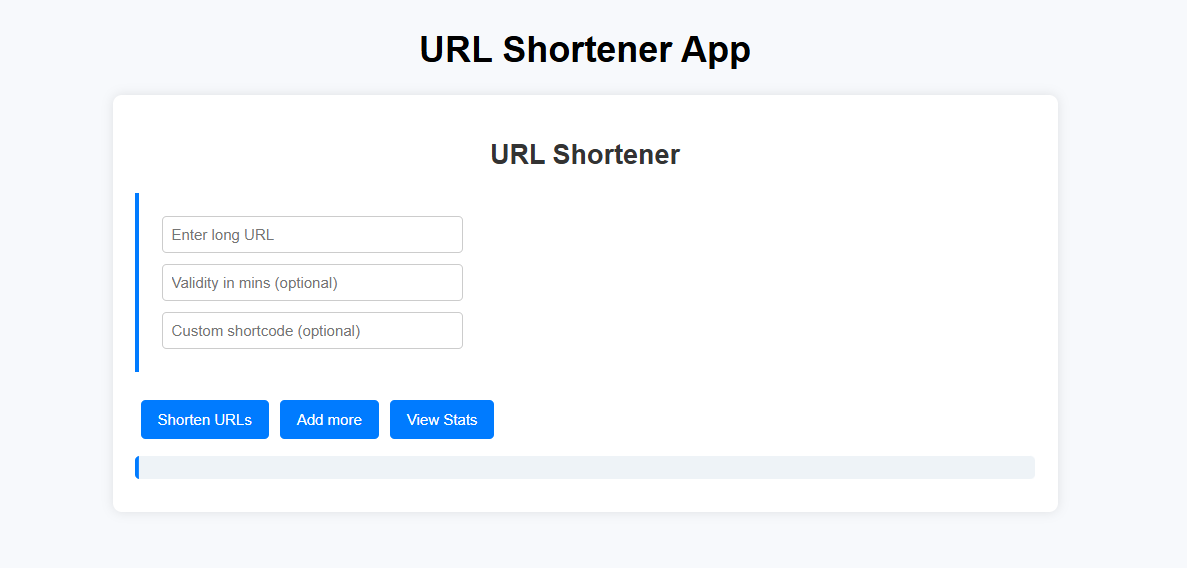 URL Shortener App
URL Shortener
Enter long URL
Validity in mins (optional)
Custom shortcode (optional)
Shorten URLs Add more View Stats